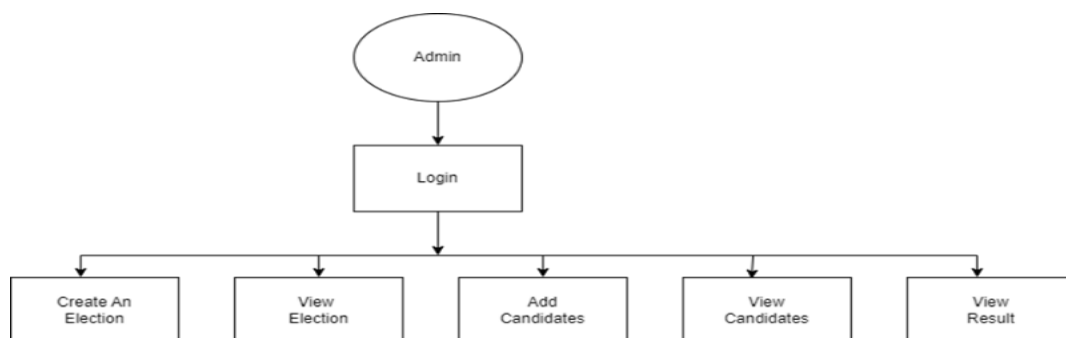 Admin
Login
Create An
Election
View
Election
Add
Candidates
View
Candidates
View
Result